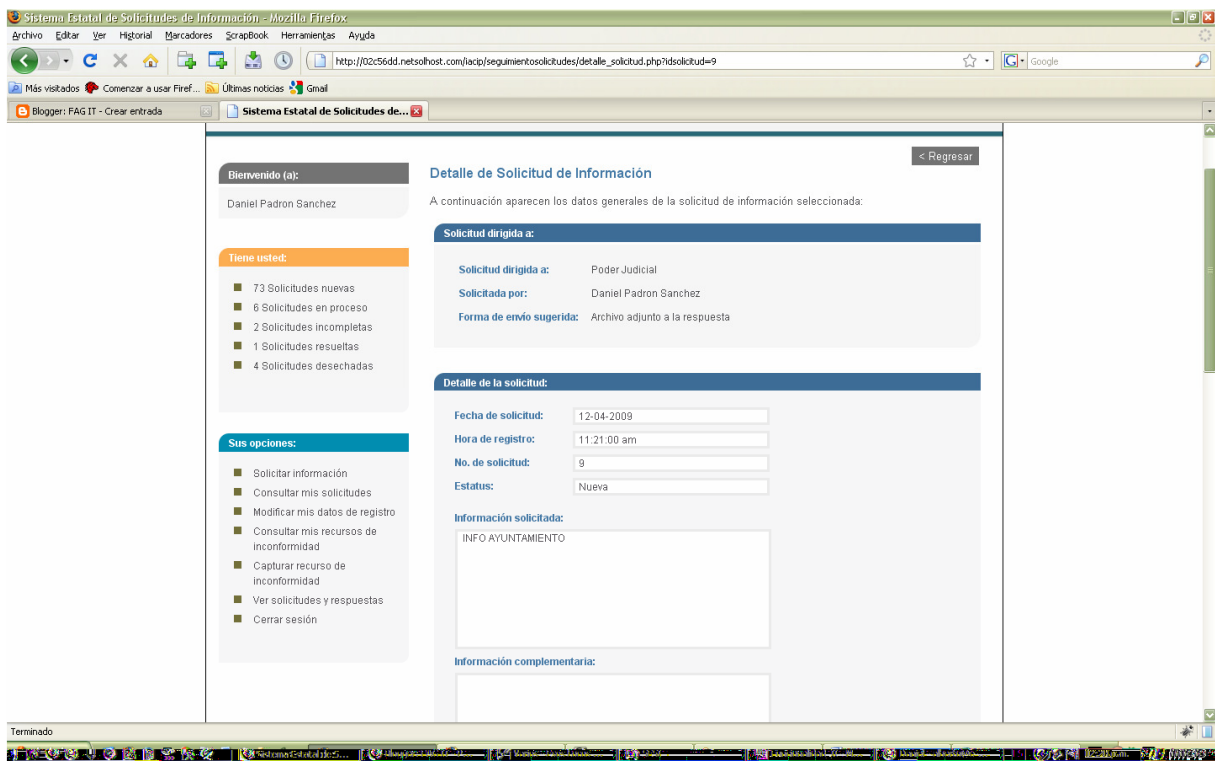 Sistema Estatal de Solicitudes de Información - Mozilla Firefox
Archivo Editar Ver Historial Marcadores ScrapBook Herramientas Ayuda
http://02c56dd.netsolhost.com/iacip/seguimientosolicitudes/detalle_solicitud.php?idsolicitud=9
G Google
Más visitados Comenzar a usar Firef... Últimas noticias Gmail
Blogger: FAG IT - Crear entrada Sistema Estatal de Solicitudes de...
< Regresar
Bienvenido (a):
Daniel Padron Sanchez
Tiene usted:
73 Solicitudes nuevas
6 Solicitudes en proceso
2 Solicitudes incompletas
1 Solicitudes resueltas
4 Solicitudes desechadas
Sus opciones:
Solicitar información
Consultar mis solicitudes
Modificar mis datos de registro
Consultar mis recursos de
inconformidad
Capturar recurso de
inconformidad
Ver solicitudes y respuestas
Cerrar sesión
Detalle de Solicitud de Información
A continuación aparecen los datos generales de la solicitud de información seleccionada:
Solicitud dirigida a:
Solicitud dirigida a: Poder Judicial
Solicitada por: Daniel Padron Sanchez
Forma de envío sugerida: Archivo adjunto a la respuesta
Detalle de la solicitud:
Fecha de solicitud: 12-04-2009
Hora de registro: 11:21:00 am
No. de solicitud: 9
Estatus: Nueva
Información solicitada:
INFO AYUNTAMIENTO
Información complementaria:
Terminado